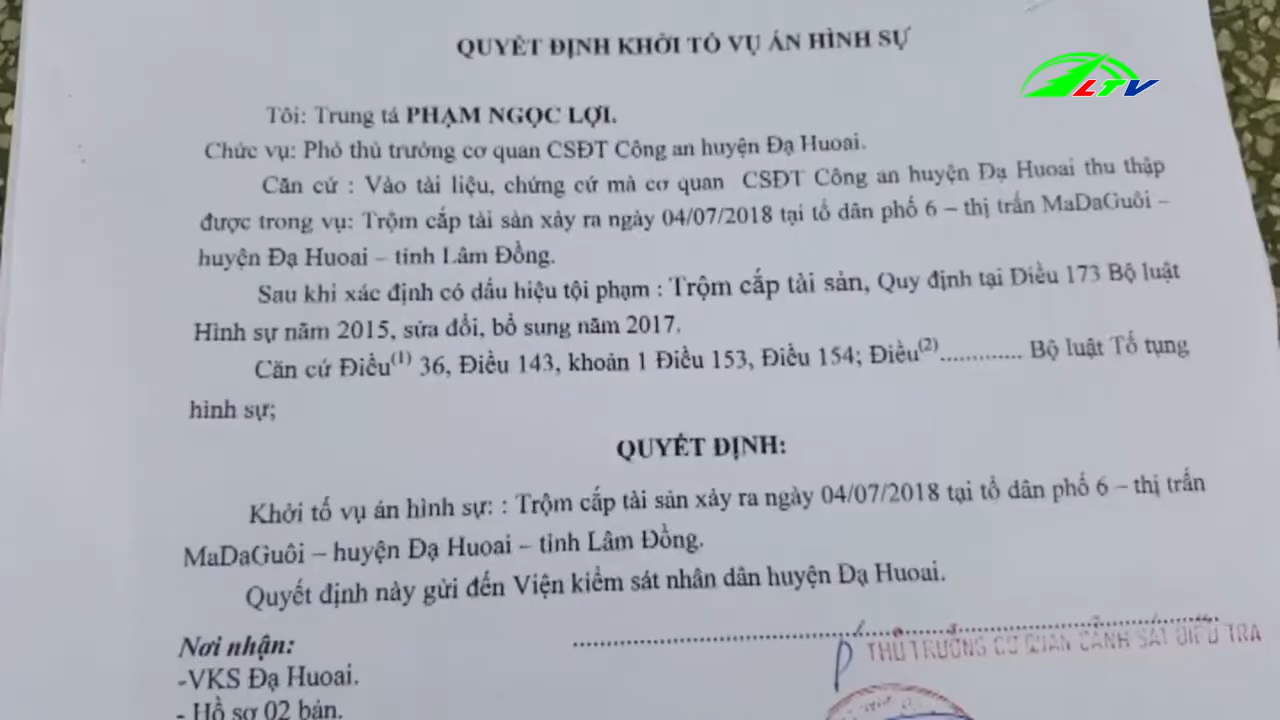 QUYẾT ĐỊNH KHỞI TỐ VỤ ÁN HÌNH SỰ
LTV
Tôi: Trung tá PHẠM NGỌC LỢI.
Chức vụ: Phó thủ trưởng cơ quan CSĐT Công an huyện Đạ Huoai.
Căn cứ : Vào tài liệu, chứng cứ mà cơ quan CSĐT Công an huyện Đạ Huoai thu thập
được trong vụ: Trộm cắp tài sản xảy ra ngày 04/07/2018 tại tổ dân phố 6 – thị trấn MaDaGuôi –
huyện Đạ Huoai – tỉnh Lâm Đồng.
Sau khi xác định có dấu hiệu tội phạm : Trộm cắp tài sản, Quy định tại Điều 173 Bộ luật
Hình sự năm 2015, sửa đổi, bổ sung năm 2017.
Căn cứ Điều(1) 36, Điều 143, khoản 1 Điều 153, Điều 154; Điều(2)............. Bộ luật Tố tụng
hình sự;
QUYẾT ĐỊNH:
Khởi tố vụ án hình sự: : Trộm cắp tài sản xảy ra ngày 04/07/2018 tại tổ dân phố 6 – thị trấn
MaDaGuôi – huyện Đạ Huoai – tỉnh Lâm Đồng.
Quyết định này gửi đến Viện kiểm sát nhân dân huyện Đạ Huoai.
Nơi nhận:
P THỦ TRƯỞNG CƠ QUAN CẢNH SÁT ĐIỀU TRA
-VKS Đạ Huoai.
- Hồ sơ 02 bản.